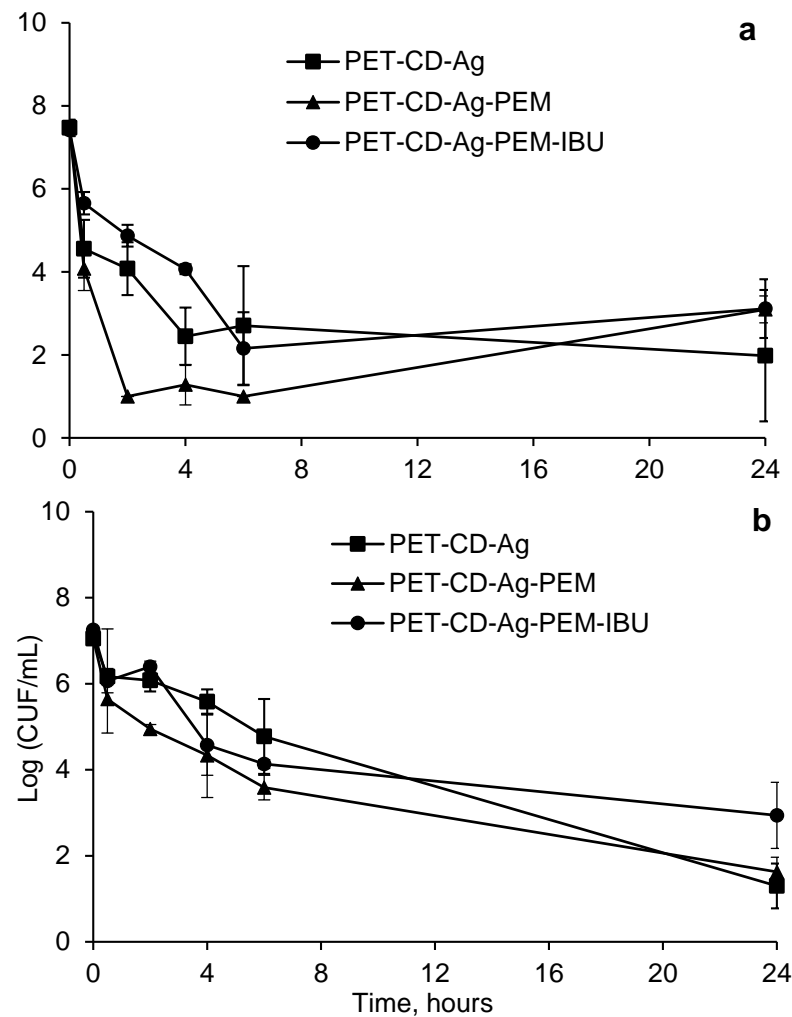 10
a
PET-CD-Ag
PET-CD-Ag-PEM
PET-CD-Ag-PEM-IBU
8
6
4
2
0
0 4 8 12 16 20 24
10
b
PET-CD-Ag
PET-CD-Ag-PEM
PET-CD-Ag-PEM-IBU
8
6
4
2
0
Log (CUF/mL)
0 4 8 12 16 20 24
Time, hours